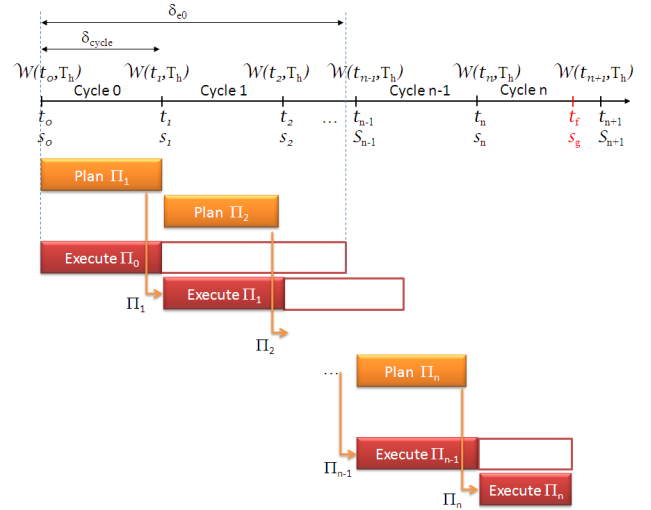 δe0
δcycle
W(to,Th) W(t1,Th) W(t2,Th) W(tn-1,Th) W(tn,Th) W(tn+1,Th)
Cycle 0 Cycle 1 Cycle n-1 Cycle n
to t1 t2 … tn-1 tn tf tn+1
so s1 s2 Sn-1 sn sg Sn+1
Plan Π1
Plan Π2
Execute Π0
Π1 Execute Π1
Π2
… Plan Πn
Πn-1 Execute Πn-1
Πn Execute Πn